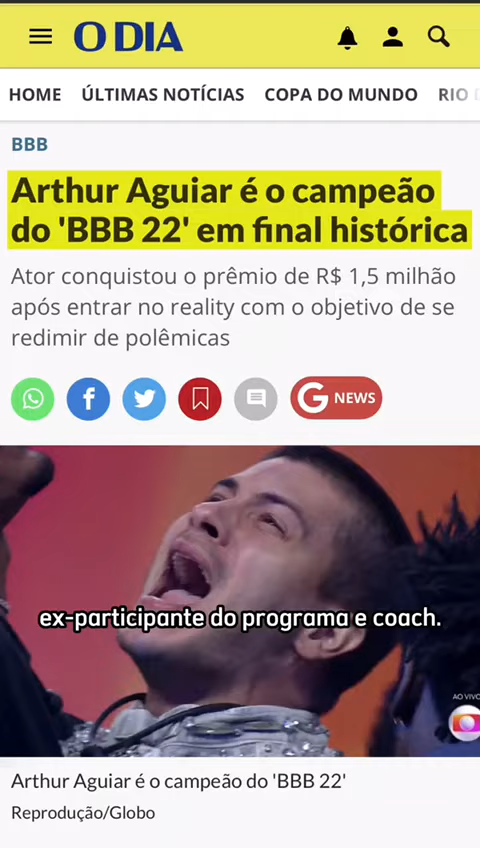 O DIA
HOME ÚLTIMAS NOTÍCIAS COPA DO MUNDO RIO
BBB
Arthur Aguiar é o campeão
do 'BBB 22' em final histórica
Ator conquistou o prêmio de R$ 1,5 milhão
após entrar no reality com o objetivo de se
redimir de polêmicas
G NEWS
ex-participante do programa e coach.
AO VIVO
Arthur Aguiar é o campeão do 'BBB 22'
Reprodução/Globo